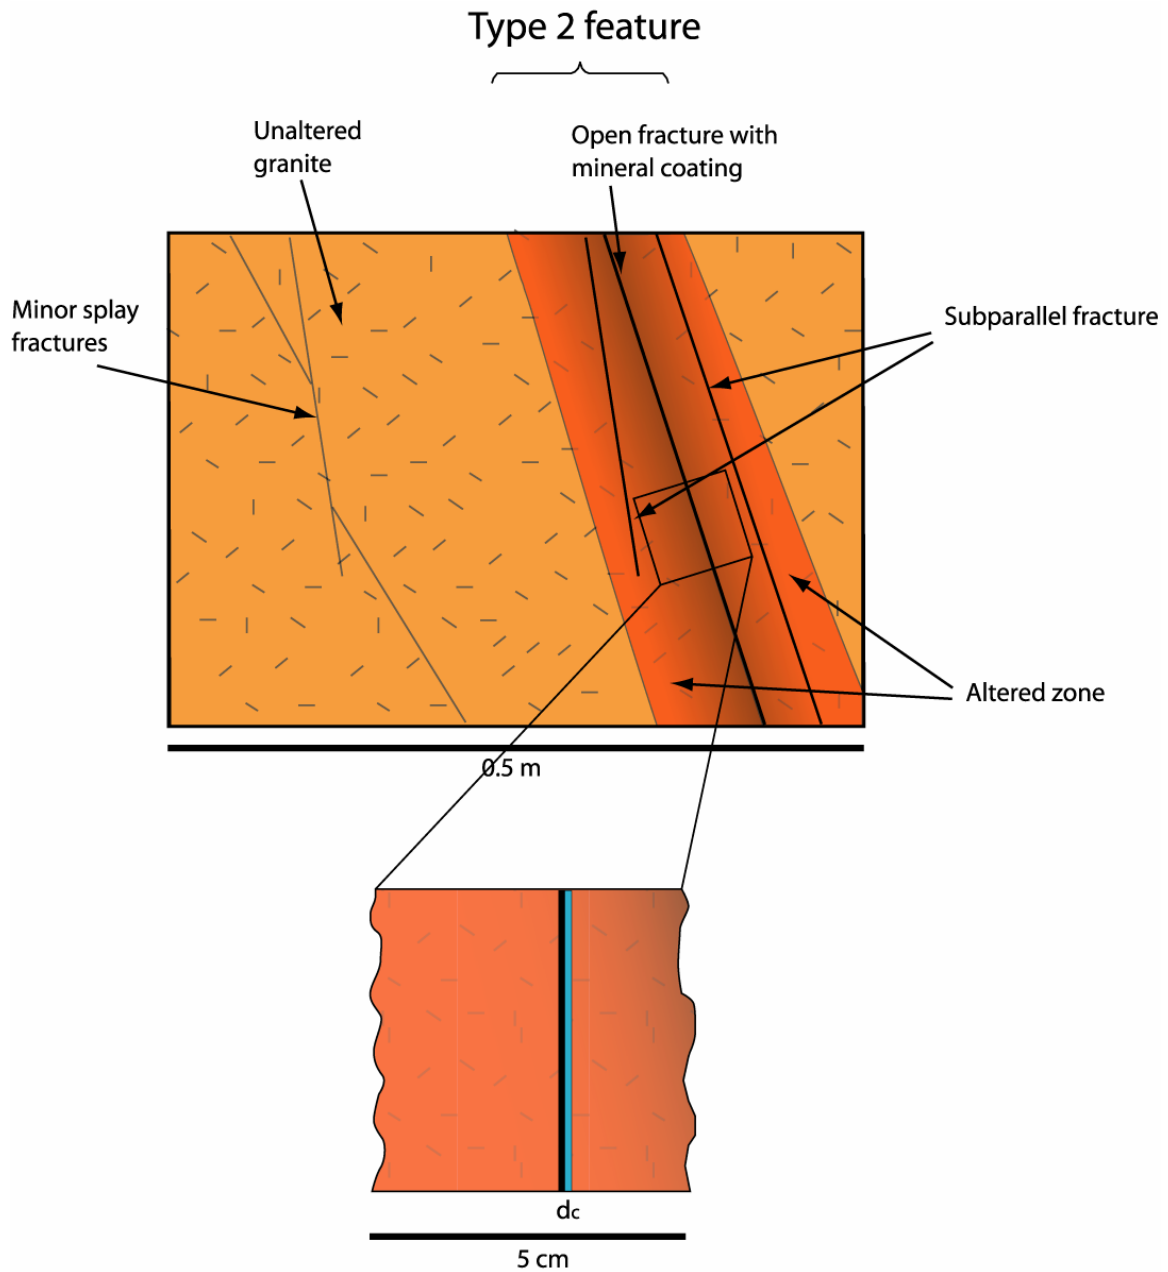 Type 2 feature
Unaltered
granite
Open fracture with
mineral coating
Minor splay
fractures
Subparallel fracture
Altered zone
0.5 m
dc
5 cm